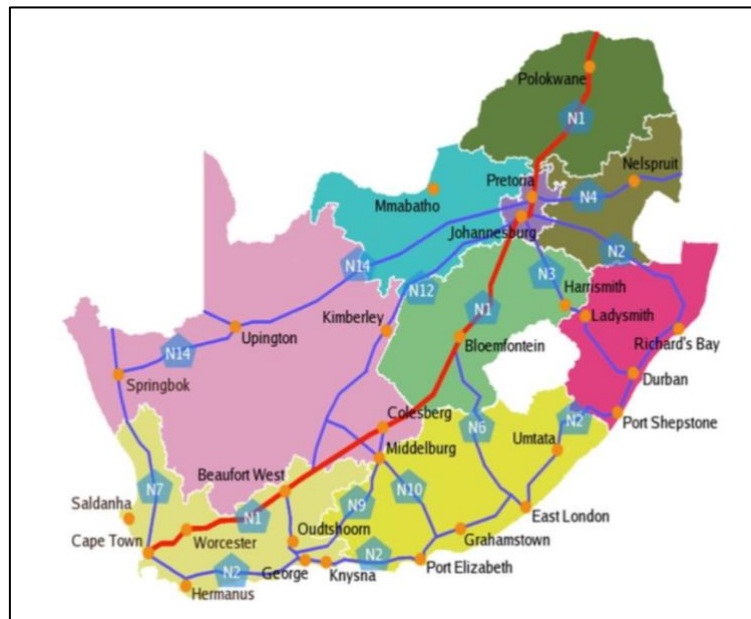 Polokwane
N1
Nelspruit
Pretoria
Mmabatho
N4
Johannesburg
N2
N14
N3
N12
Harrismith
N1
Kimberley
Ladysmith
Upington
Bloemfontein
Richard's Bay
N14
Springbok
Durban
Colesberg
N2
Port Shepstone
N6
Umtata
Middelburg
Beaufort West
N7
N10
Saldanha
N9
N1
East London
Oudtshoorn
Cape Town
Worcester
Grahamstown
N2
N2
George
Knysna
Port Elizabeth
Hermanus